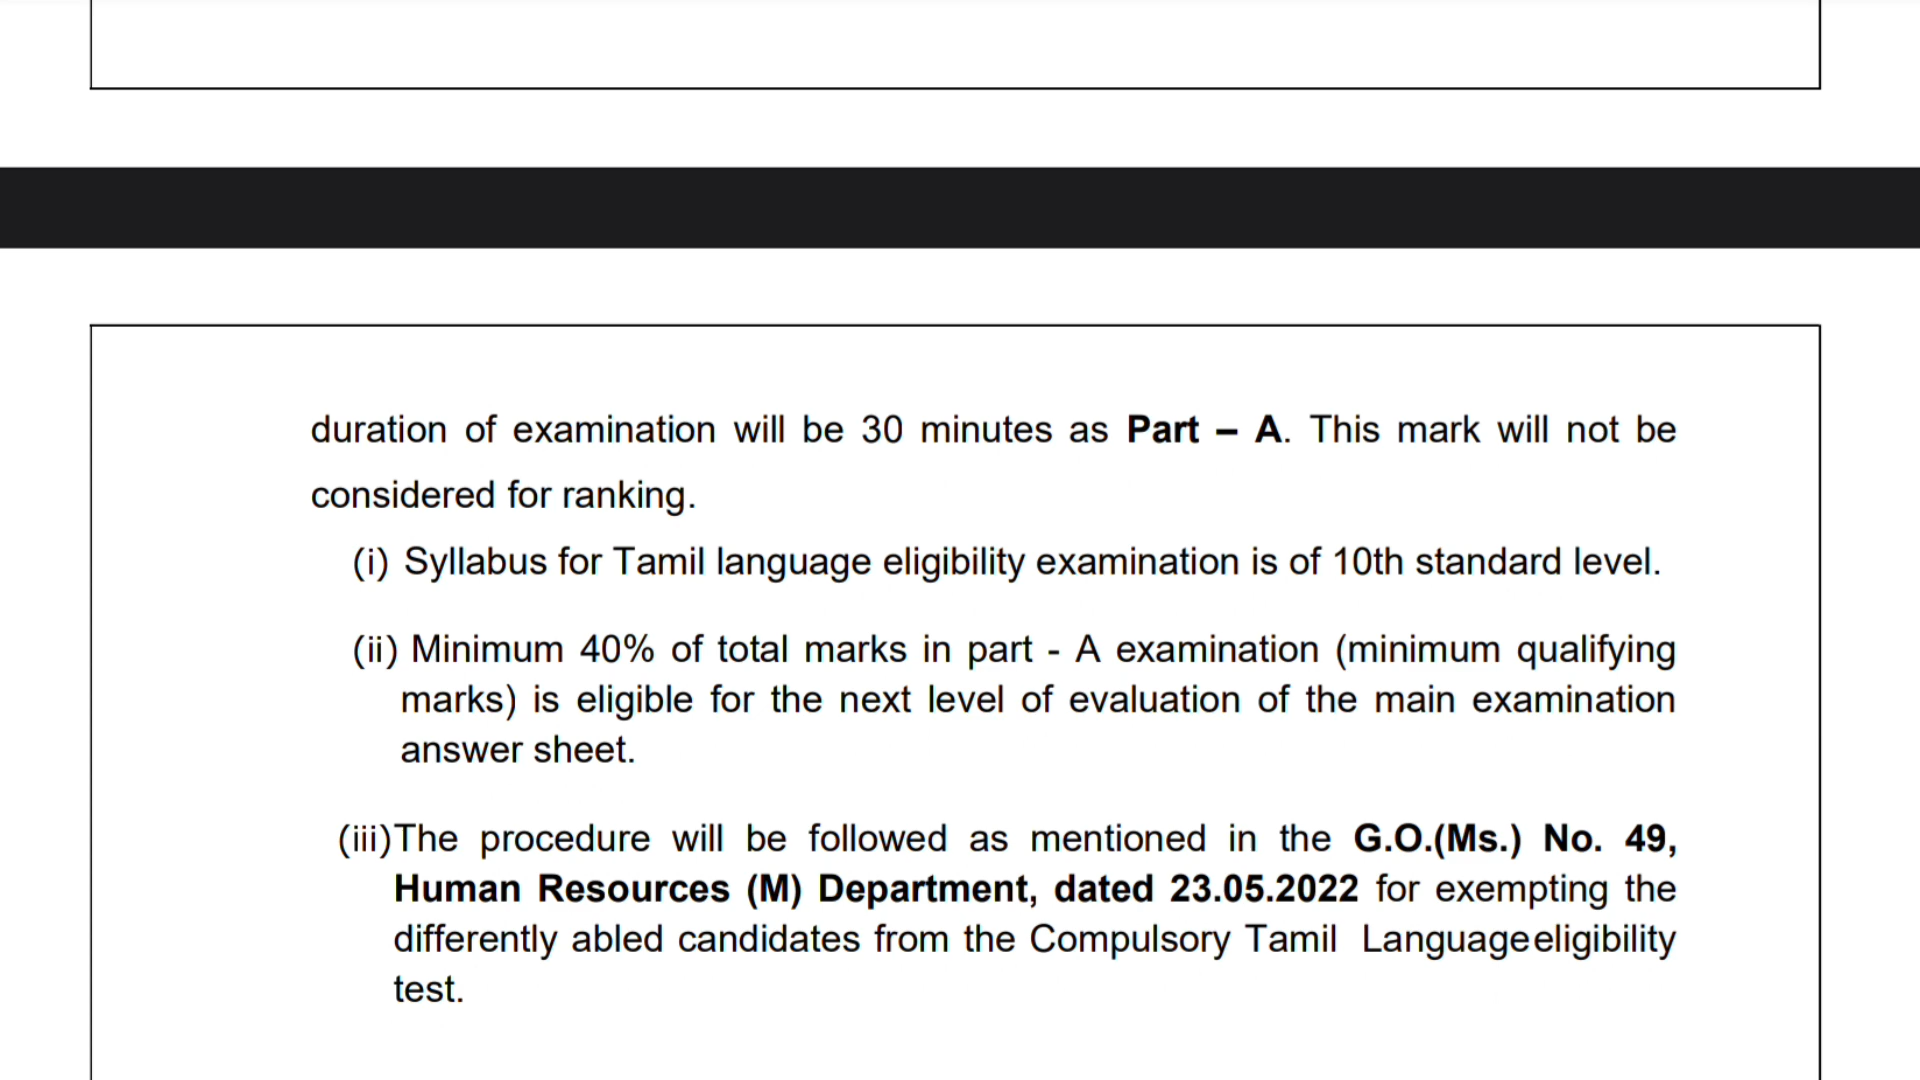 duration of examination will be 30 minutes as Part – A. This mark will not be
considered for ranking.
(i) Syllabus for Tamil language eligibility examination is of 10th standard level.
(ii) Minimum 40% of total marks in part - A examination (minimum qualifying
marks) is eligible for the next level of evaluation of the main examination
answer sheet.
(iii)The procedure will be followed as mentioned in the G.O.(Ms.) No. 49,
Human Resources (M) Department, dated 23.05.2022 for exempting the
differently abled candidates from the Compulsory Tamil Languageeligibility
test.